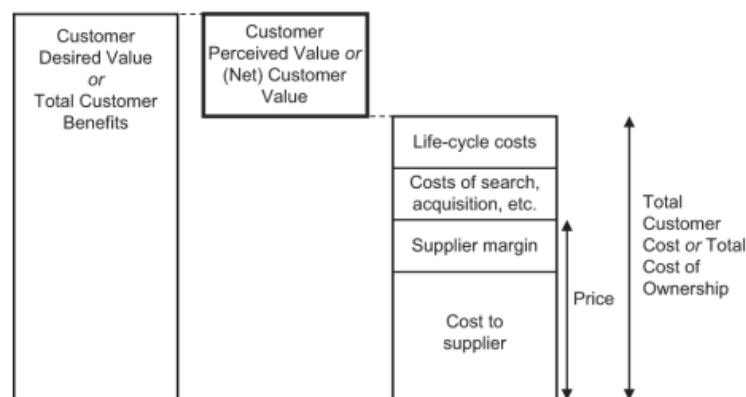 Customer
Desired Value
or
Total Customer
Benefits
Customer
Perceived Value or
(Net) Customer
Value
Life-cycle costs
Costs of search,
acquisition, etc.
Supplier margin
Cost to
supplier
Price
Total
Customer
Cost or Total
Cost of
Ownership